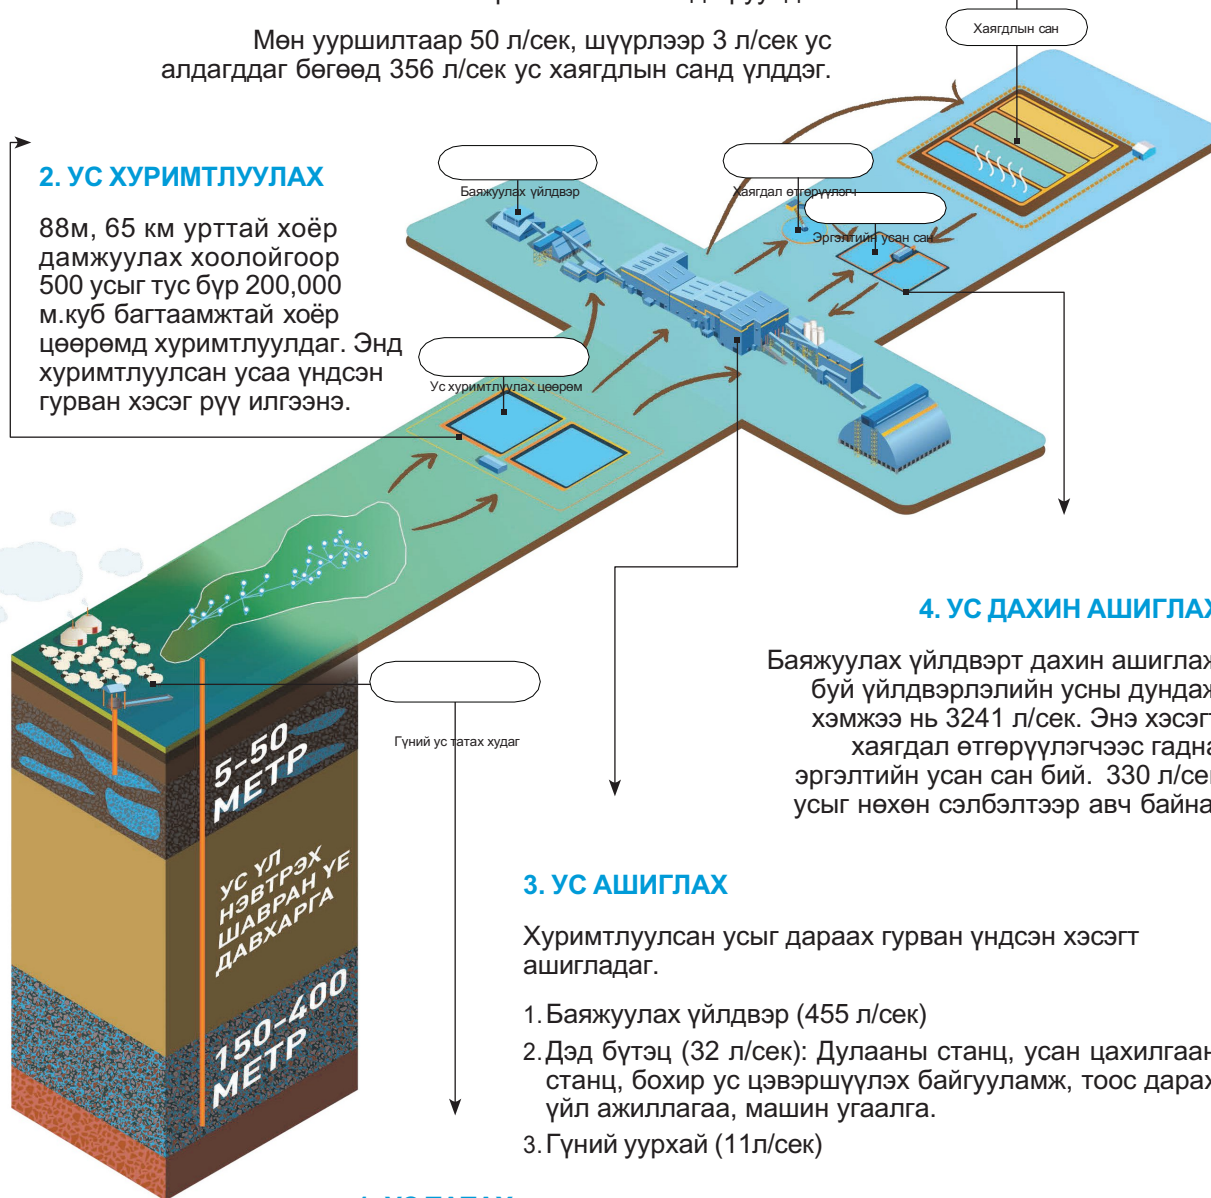 Мөн ууршилтаар 50 л/сек, шүүрлээр 3 л/сек ус
алдагддаг бөгөөд 356 л/сек ус хаягдлын санд үлддэг.
Хаягдлын сан
2. УС ХУРИМТЛУУЛАХ
88м, 65 км урттай хоёр
дамжуулах хоолойгоор
500 усыг тус бүр 200,000
м.куб багтаамжтай хоёр
цөөрөмд хуримтлуулдаг. Энд
хуримтлуулсан усаа үндсэн
гурван хэсэг рүү илгээнэ.
Баяжуулах үйлдвэр
Хаягдал өтгөрүүлэгч
Эргэлтийн усан сан
Ус хуримтлуулах цөөрөм
Гүний ус татах худаг
5-50
МЕТР
УС ҮЛ
НЭВТРЭХ
ШАВРАН ҮЕ
ДАВХАРГА
150-400
МЕТР
4. УС ДАХИН АШИГЛАХ
Баяжуулах үйлдвэрт дахин ашиглаж
буй үйлдвэрлэлийн усны дундаж
хэмжээ нь 3241 л/сек. Энэ хэсэгт
хаягдал өтгөрүүлэгчээс гадна
эргэлтийн усан сан бий. 330 л/сек
усыг нөхөн сэлбэлтээр авч байна.
3. УС АШИГЛАХ
Хуримтлуулсан усыг дараах гурван үндсэн хэсэгт
ашигладаг.
1. Баяжуулах үйлдвэр (455 л/сек)
2. Дэд бүтэц (32 л/сек): Дулааны станц, усан цахилгаан
станц, бохир ус цэвэршүүлэх байгууламж, тоос дарах
үйл ажиллагаа, машин угаалга.
3. Гүний уурхай (11л/сек)